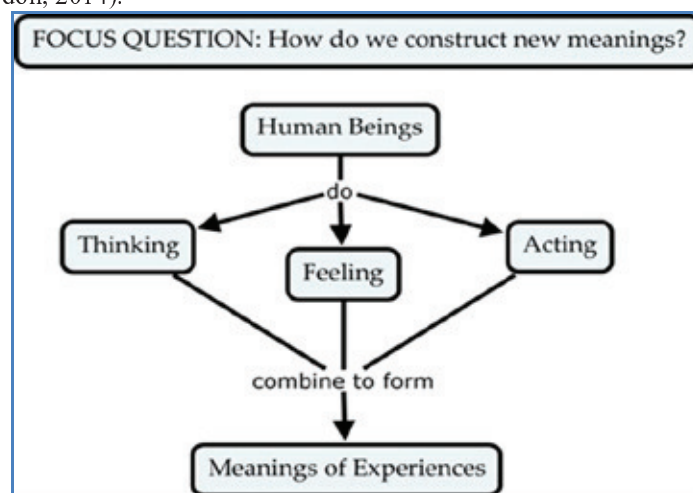 2014).
FOCUS QUESTION: How do we construct new meanings?
Human Beings
do
Thinking
Feeling
Acting
combine to form
Meanings of Experiences